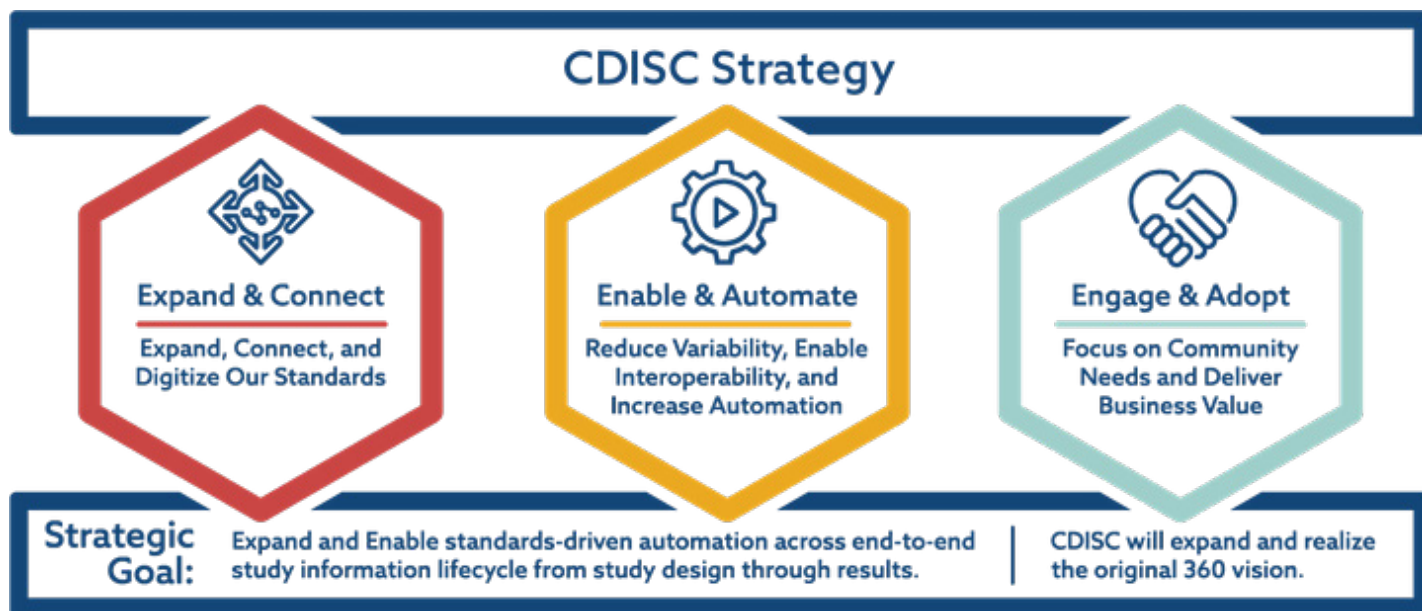 CDISC Strategy
Expand & Connect
Expand, Connect, and
Digitize Our Standards
Enable & Automate
Reduce Variability, Enable
Interoperability, and
Increase Automation
Engage & Adopt
Focus on Community
Needs and Deliver
Business Value
Strategic
Goal:
Expand and Enable standards-driven automation across end-to-end
study information lifecycle from study design through results.
CDISC will expand and realize
the original 360 vision.